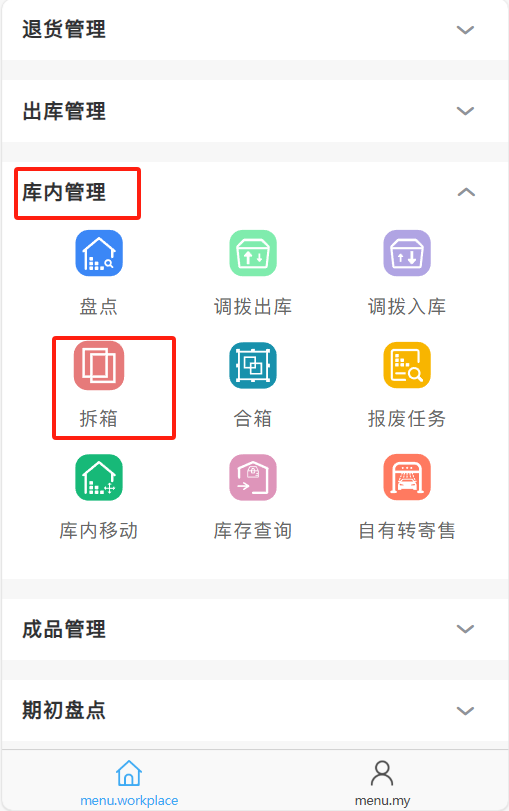 退货管理
出库管理
库内管理
盘点 调拨出库 调拨入库
拆箱 合箱 报废任务
库内移动 库存查询 自有转寄售
成品管理
期初盘点
menu.workplace menu.my